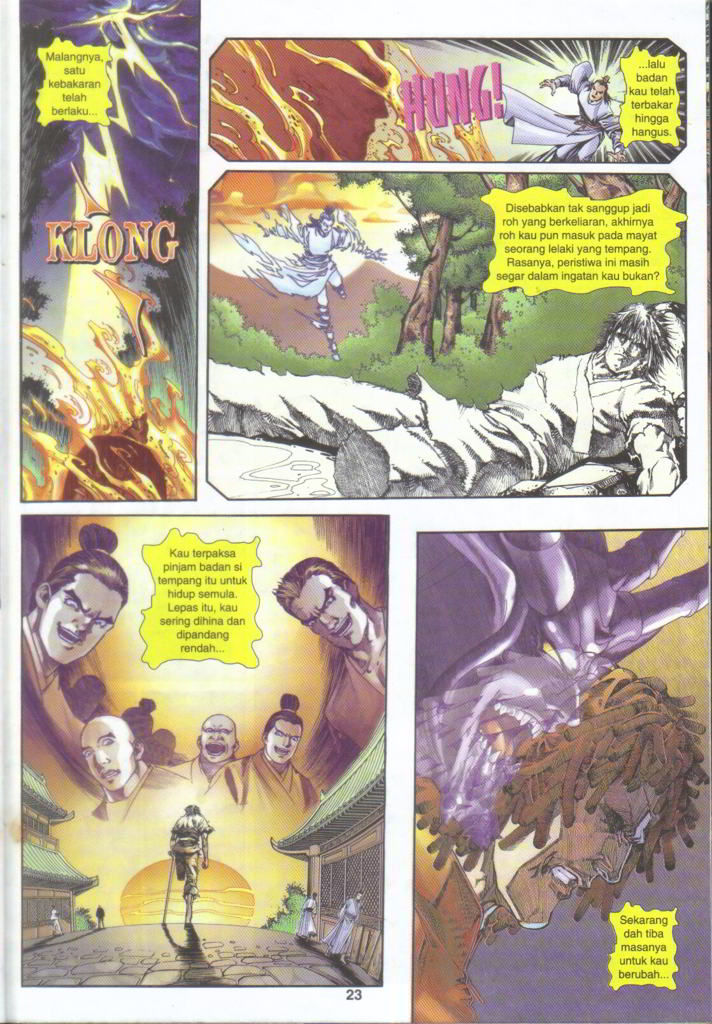 Malangnya,
satu
kebakaran
telah
berlaku...
KLONG
HUNG!
...lalu
badan
kau telah
terbakar
hingga
hangus.
Disebabkan tak sanggup jadi
roh yang berkeliaran, akhirnya
roh kau pun masuk pada mayat
seorang lelaki yang tempang.
Rasanya, peristiwa ini masih
segar dalam ingatan kau bukan?
Kau terpaksa
pinjam badan si
tempang itu untuk
hidup semula.
Lepas itu, kau
sering dihina dan
dipandang
rendah...
Sekarang
dah tiba
masanya
untuk kau
berubah...
23